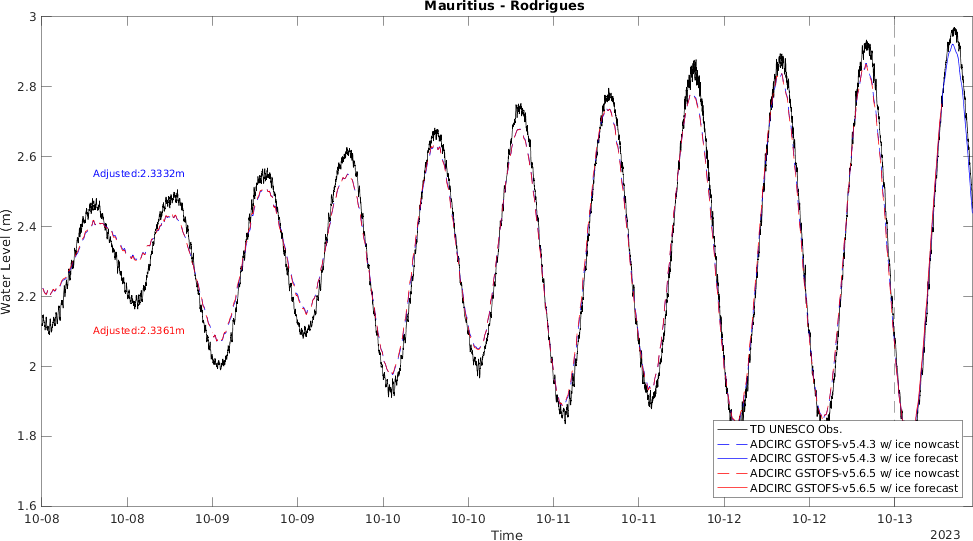 Mauritius - Rodrigues
3
2.8
2.6
2.4
2.2
2
1.8
1.6
Water Level (m)
Adjusted:2.3332m
Adjusted:2.3361m
TD UNESCO Obs.
ADCIRC GSTOFS-v5.4.3 w/ ice nowcast
ADCIRC GSTOFS-v5.4.3 w/ ice forecast
ADCIRC GSTOFS-v5.6.5 w/ ice nowcast
ADCIRC GSTOFS-v5.6.5 w/ ice forecast
10-08 10-08 10-09 10-09 10-10 10-10 10-11 10-11 10-12 10-12 10-13
Time
2023